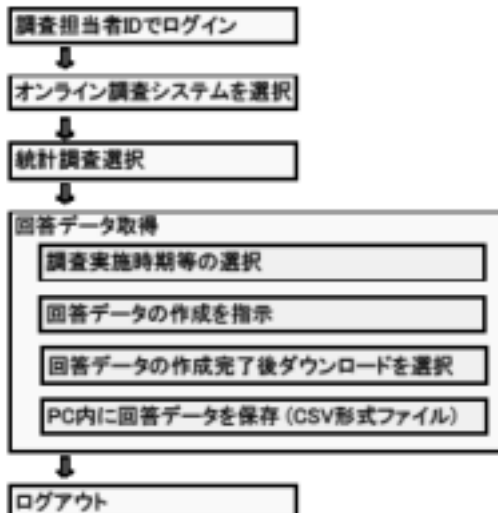 調査担当者IDでログイン
オンライン調査システムを選択
統計調査選択
回答データ取得
調査実施時期等の選択
回答データの作成を指示
回答データの作成完了後ダウンロードを選択
PC内に回答データを保存(CSV形式ファイル)
ログアウト